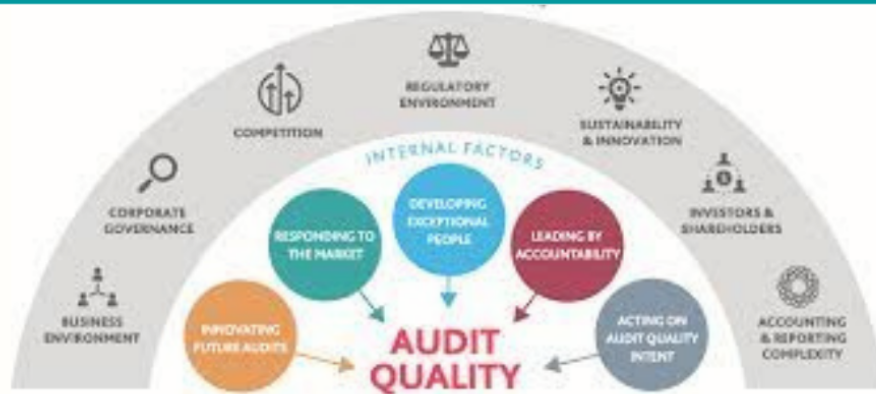 REGULATORY
ENVIRONMENT
COMPETITION
SUSTAINABILITY
& INNOVATION
CORPORATE
GOVERNANCE
INVESTORS &
SHAREHOLDERS
BUSINESS
ENVIRONMENT
ACCOUNTING
& REPORTING
COMPLEXITY
INTERNAL FACTORS
INNOVATING
FUTURE AUDITS
RESPONDING TO
THE MARKET
DEVELOPING
EXCEPTIONAL
PEOPLE
LEADING BY
ACCOUNTABILITY
ACTING ON
AUDIT QUALITY
INTENT
AUDIT
QUALITY